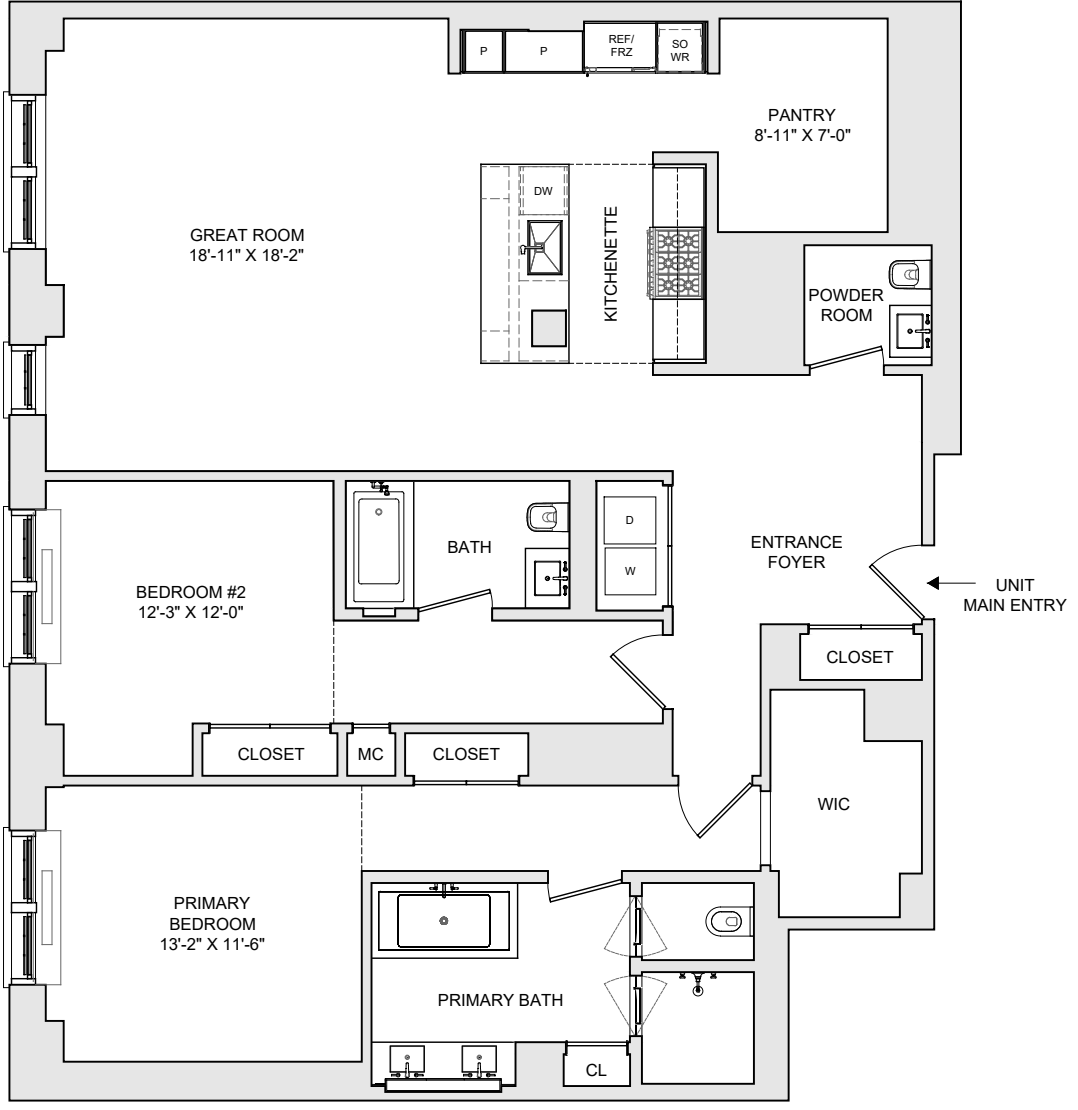 P
P
REF/
FRZ
SO
WR
PANTRY
8'-11" X 7'-0"
DW
GREAT ROOM
18'-11" X 18'-2"
KITCHENETTE
POWDER
ROOM
D
W
BATH
ENTRANCE
FOYER
BEDROOM #2
12'-3" X 12'-0"
UNIT
MAIN ENTRY
CLOSET
CLOSET
MC
CLOSET
WIC
PRIMARY
BEDROOM
13'-2" X 11'-6"
PRIMARY BATH
CL